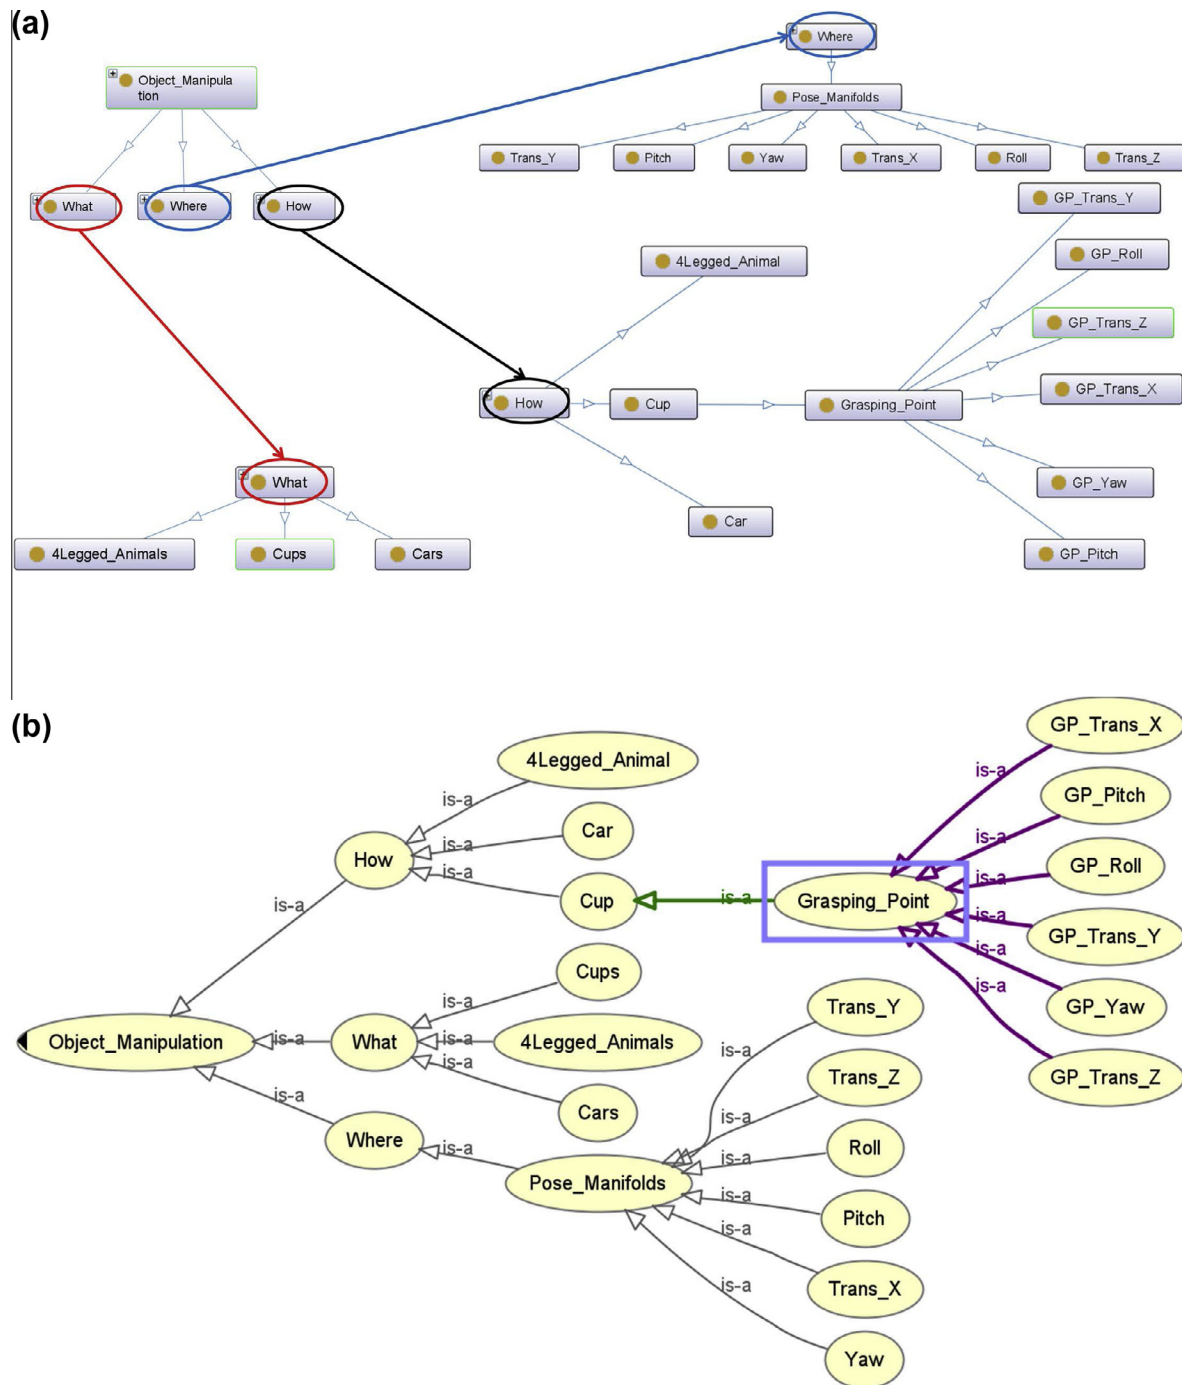 (a)
Where
Object_Manipula
tion
Pose_Manifolds
Trans_Y
Pitch
Yaw
Trans_X
Roll
Trans_Z
What
Where
How
GP_Trans_Y
4Legged_Animal
GP_Roll
GP_Trans_Z
GP_Trans_X
How
Cup
Grasping_Point
What
GP_Yaw
Car
4Legged_Animals
Cups
Cars
GP_Pitch
(b)
GP_Trans_X
4Legged_Animal
is-a
is-a
GP_Pitch
Car
is-a
is-a
How
GP_Roll
is-a
is-a
Cup
is-a
Grasping_Point
is-a
is-a
GP_Trans_Y
is-a
Cups
is-a
is-a
Trans_Y
GP_Yaw
Object_Manipulation
is-a
What
is-a
4Legged_Animals
is-a
is-a
Trans_Z
GP_Trans_Z
is-a
Cars
is-a
Where
is-a
is-a
Roll
Pose_Manifolds
is-a
Pitch
is-a
Trans_X
is-a
Yaw